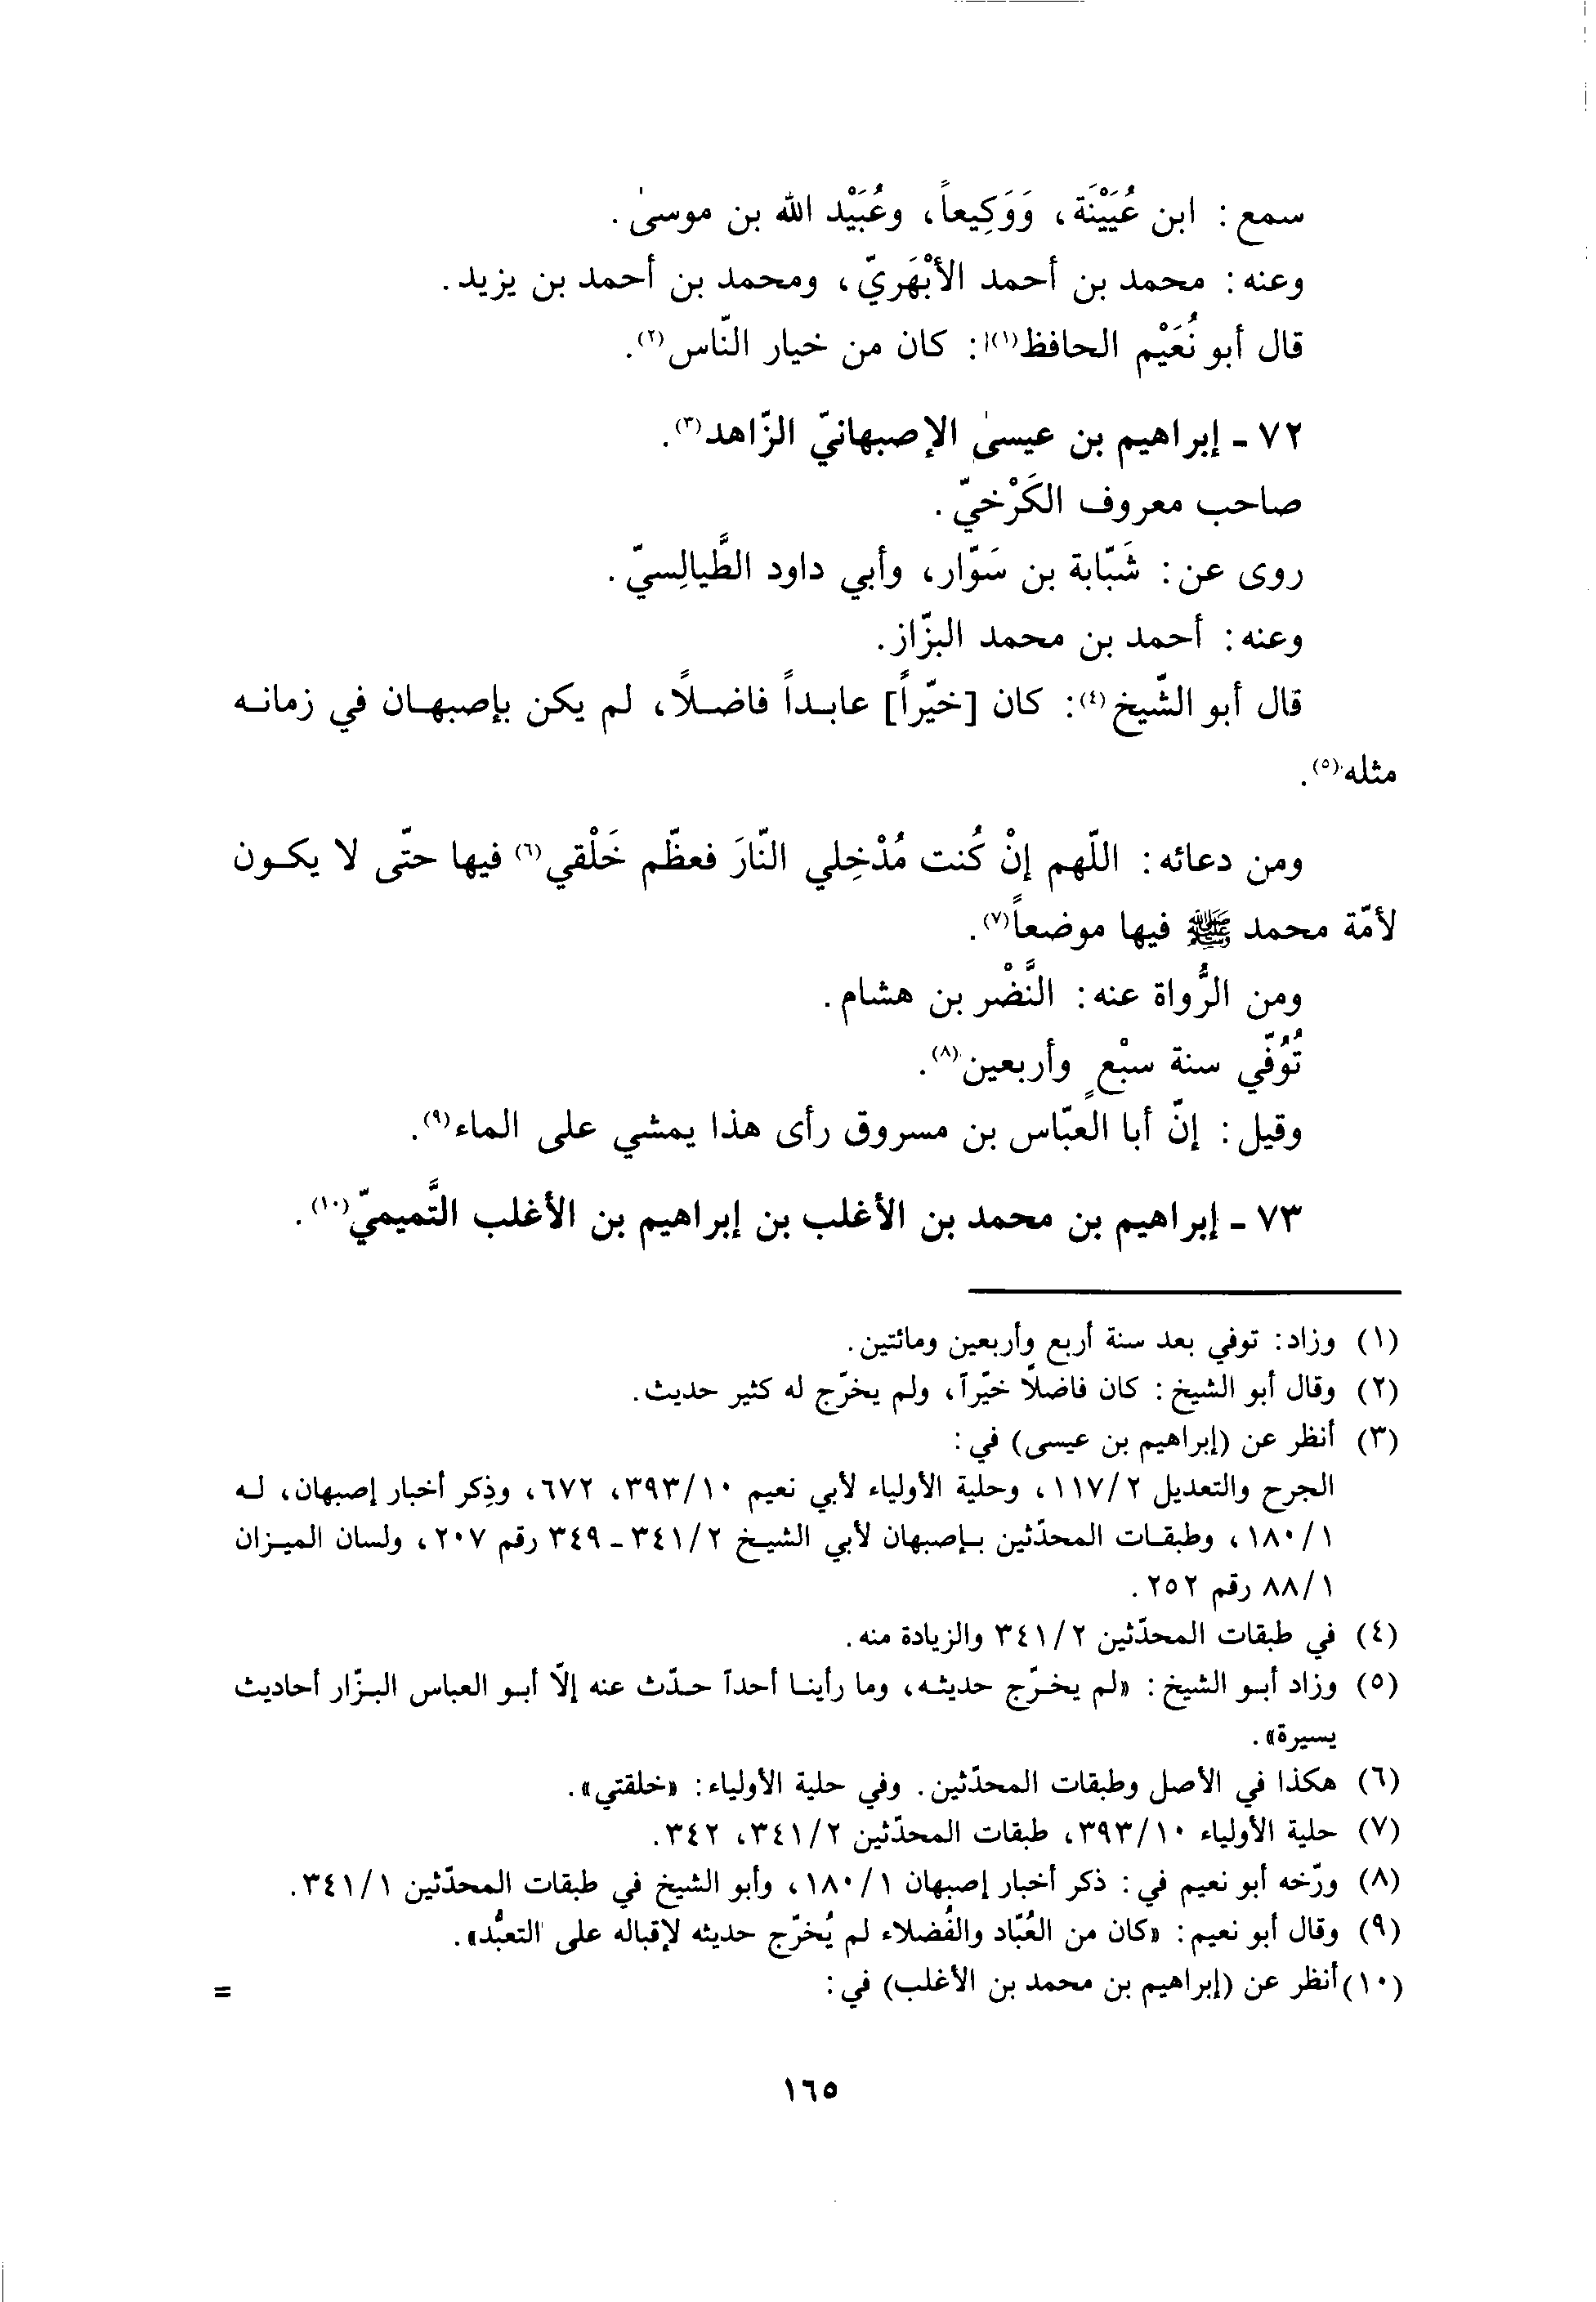 سمع: ابن عُيَيْنَة، وَوَكِيعاً، وعُبَيْد الله بن موسىٰ.
وعنه: محمد بن أحمد الأبْهَريّ، ومحمد بن أحمد بن يزيد.
قال أبو نُعَيْم الحافظ(١): كان من خيار النّاس(٢).
٧٢ - إبراهيم بن عيسىٰ الإصبهانيّ الزّاهد(٣).
صاحب معروف الكَرْخيّ.
روى عن: شَبّابة بن سَوّار، وأبي داود الطَّيالِسيّ.
وعنه: أحمد بن محمد البزّاز.
قال أبو الشّيخ(٤): كان [خيّراً] عابداً فاضلاً، لم يكن بإصبهان في زمانه
مثله(٥).
ومن دعائه: اللّهم إنْ كُنت مُدْخِلي النّارَ فعظّم خَلْقي(٦) فيها حتّى لا يكون
لأمّة محمد ﷺ فيها موضعاً(٧).
ومن الرُّواة عنه: النَّضْر بن هشام.
تُوُفّي سنة سبْعٍ وأربعين(٨).
وقيل: إنّ أبا العبّاس بن مسروق رأى هذا يمشي على الماء(٩).
٧٣ - إبراهيم بن محمد بن الأغلب بن إبراهيم بن الأغلب التَّميميّ(١٠).
(١) وزاد: توفي بعد سنة أربع وأربعين ومائتين.
(٢) وقال أبو الشيخ: كان فاضلاً خيّراً، ولم يخرّج له كثير حديث.
(٣) أنظر عن (إبراهيم بن عيسى) في:
الجرح والتعديل ١١٧/٢، وحلية الأولياء لأبي نعيم ٣٩٣/١٠، ٦٧٢، وذِكر أخبار إصبهان، له
١٨٠/١، وطبقات المحدّثين بإصبهان لأبي الشيخ ٣٤١/٢ - ٣٤٩ رقم ٢٠٧، ولسان الميزان
٨٨/١ رقم ٢٥٢.
(٤) في طبقات المحدّثين ٣٤١/٢ والزيادة منه.
(٥) وزاد أبو الشيخ: «لم يخرّج حديثه، وما رأينا أحداً حدّث عنه إلّا أبو العباس البزّار أحاديث
يسيرة».
(٦) هكذا في الأصل وطبقات المحدّثين. وفي حلية الأولياء: «خلقتي».
(٧) حلية الأولياء ٣٩٣/١٠، طبقات المحدّثين ٣٤١/٢، ٣٤٢.
(٨) ورّخه أبو نعيم في: ذكر أخبار إصبهان ١٨٠/١، وأبو الشيخ في طبقات المحدّثين ٣٤١/١.
(٩) وقال أبو نعيم: «كان من العُبّاد والفُضلاء لم يُخرّج حديثه لإقباله على التعبُّد».
(١٠) أنظر عن (إبراهيم بن محمد بن الأغلب) في: =
١٦٥